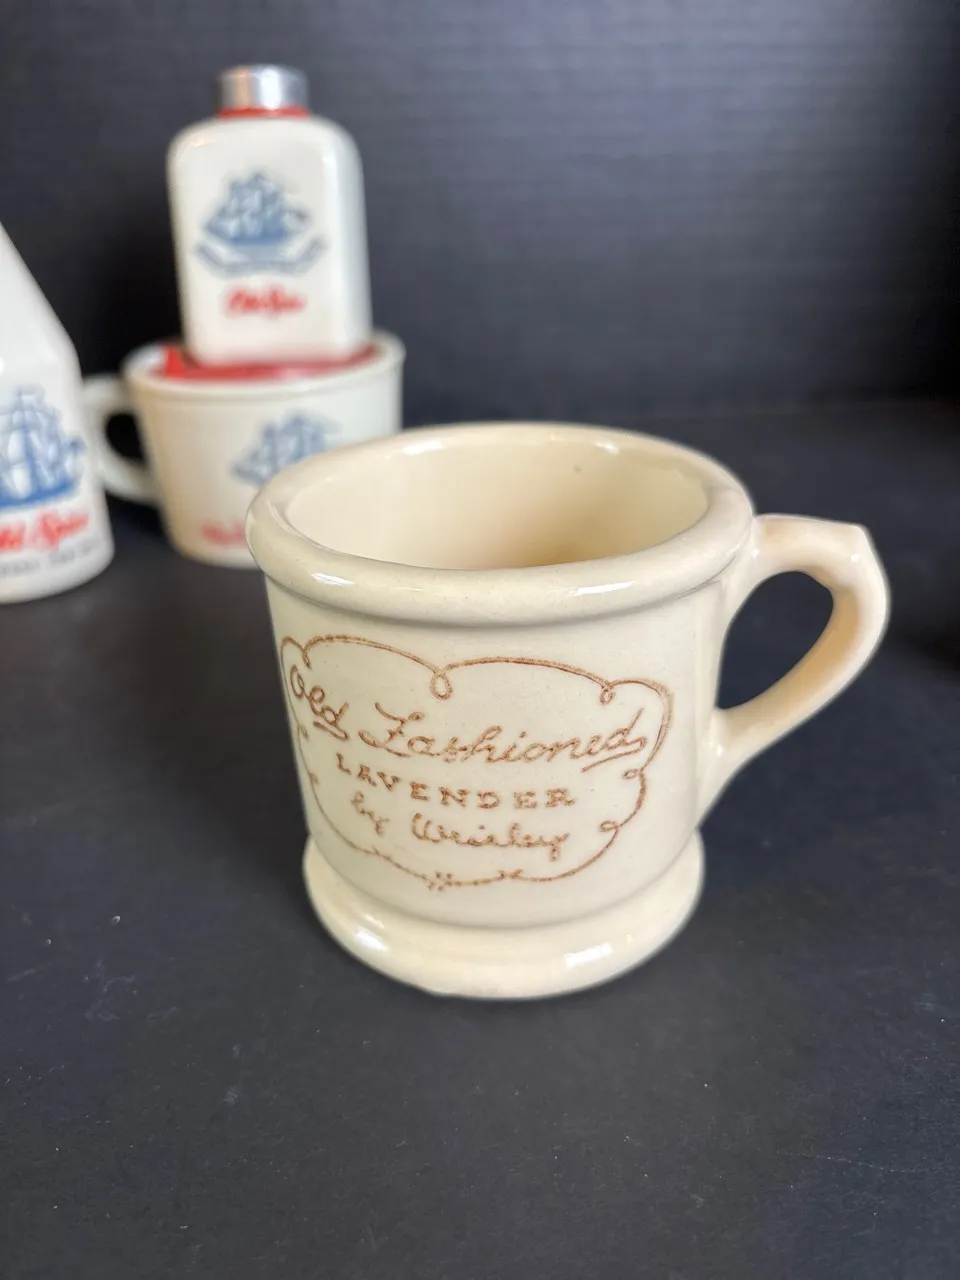 Old Spice
Old Spice
Old Fashioned
LAVENDER
by Wrisley